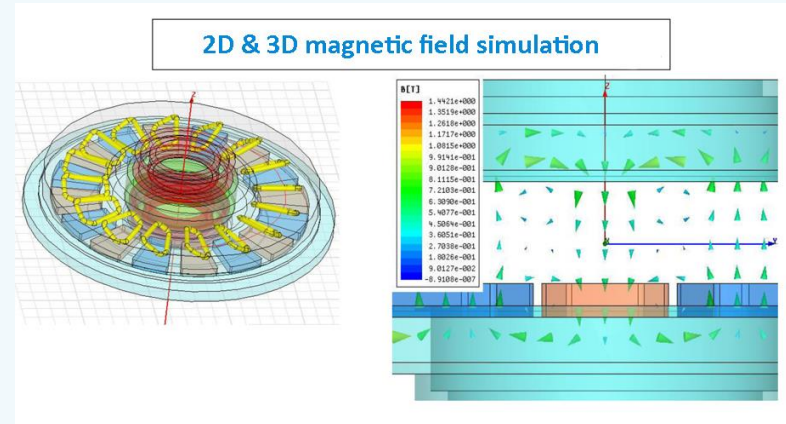 2D & 3D magnetic field simulation
z
B[T]
1.4421e+000
1.3519e+000
1.2618e+000
1.1717e+000
1.0815e+000
9.9141e-001
9.0128e-001
8.1115e-001
7.2103e-001
6.3090e-001
5.4077e-001
4.5064e-001
3.6051e-001
2.7038e-001
1.8026e-001
9.0127e-002
-8.9108e-007
Z
Y